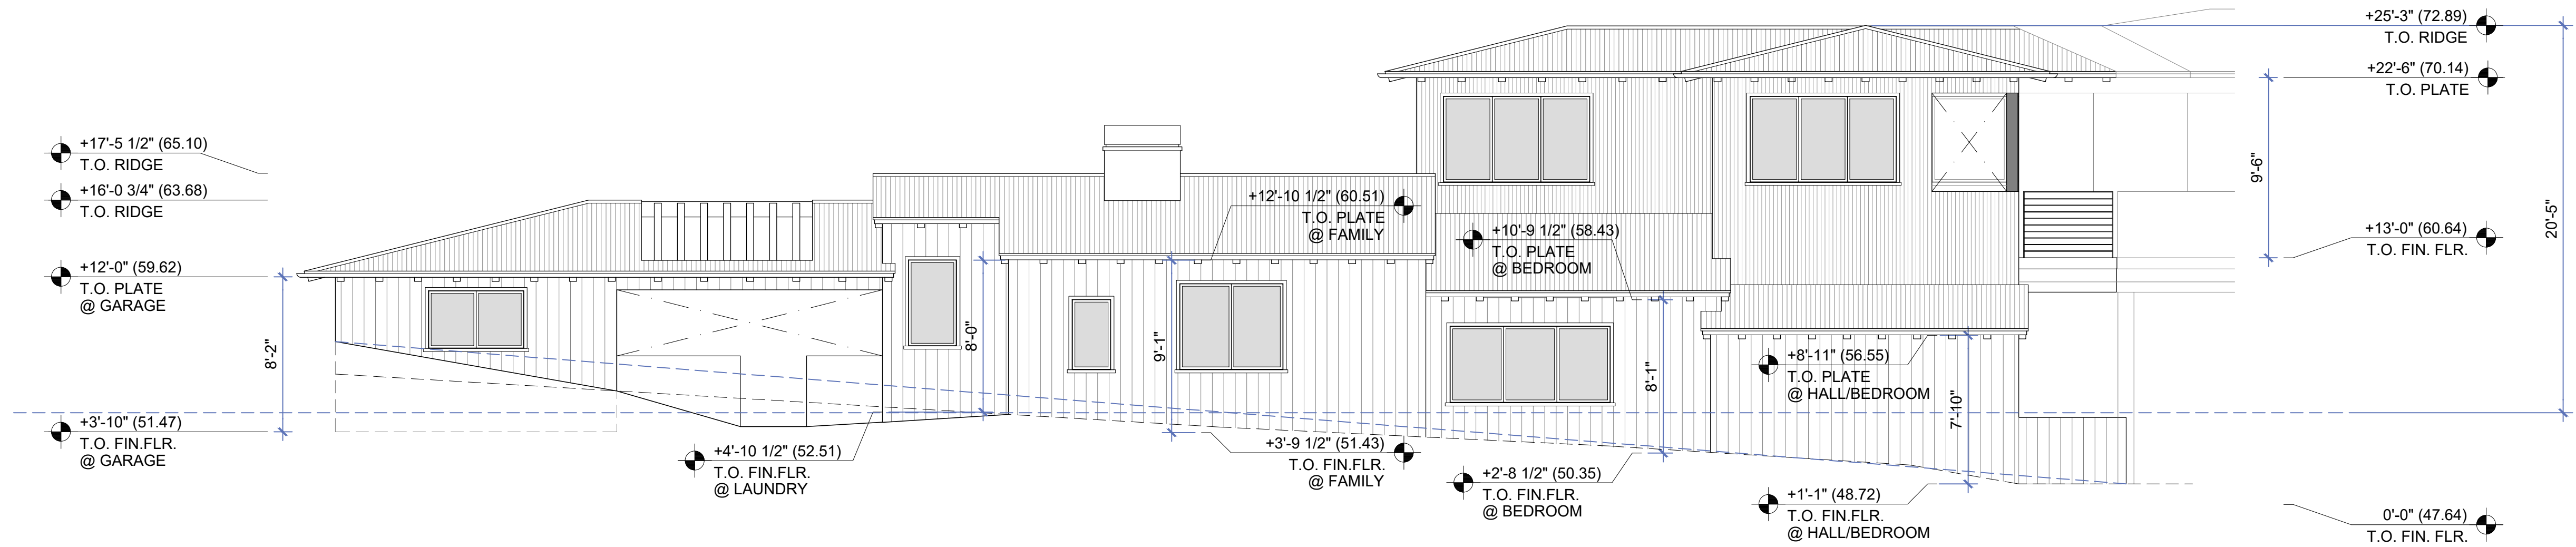 +25'-3" (72.89)
T.O. RIDGE
+22'-6" (70.14)
T.O. PLATE
+17'-5 1/2" (65.10)
T.O. RIDGE
+16'-0 3/4" (63.68)
T.O. RIDGE
+12'-10 1/2" (60.51)
T.O. PLATE
@ FAMILY
9'-6"
20'-5"
+10'-9 1/2" (58.43)
T.O. PLATE
@ BEDROOM
+13'-0" (60.64)
T.O. FIN. FLR.
+12'-0" (59.62)
T.O. PLATE
@ GARAGE
8'-2"
8'-0"
9'-1"
8'-1"
+8'-11" (56.55)
T.O. PLATE
@ HALL/BEDROOM
7'-10"
+3'-10" (51.47)
T.O. FIN.FLR.
@ GARAGE
+4'-10 1/2" (52.51)
T.O. FIN.FLR.
@ LAUNDRY
+3'-9 1/2" (51.43)
T.O. FIN.FLR.
@ FAMILY
+2'-8 1/2" (50.35)
T.O. FIN.FLR.
@ BEDROOM
+1'-1" (48.72)
T.O. FIN.FLR.
@ HALL/BEDROOM
0'-0" (47.64)
T.O. FIN. FLR.